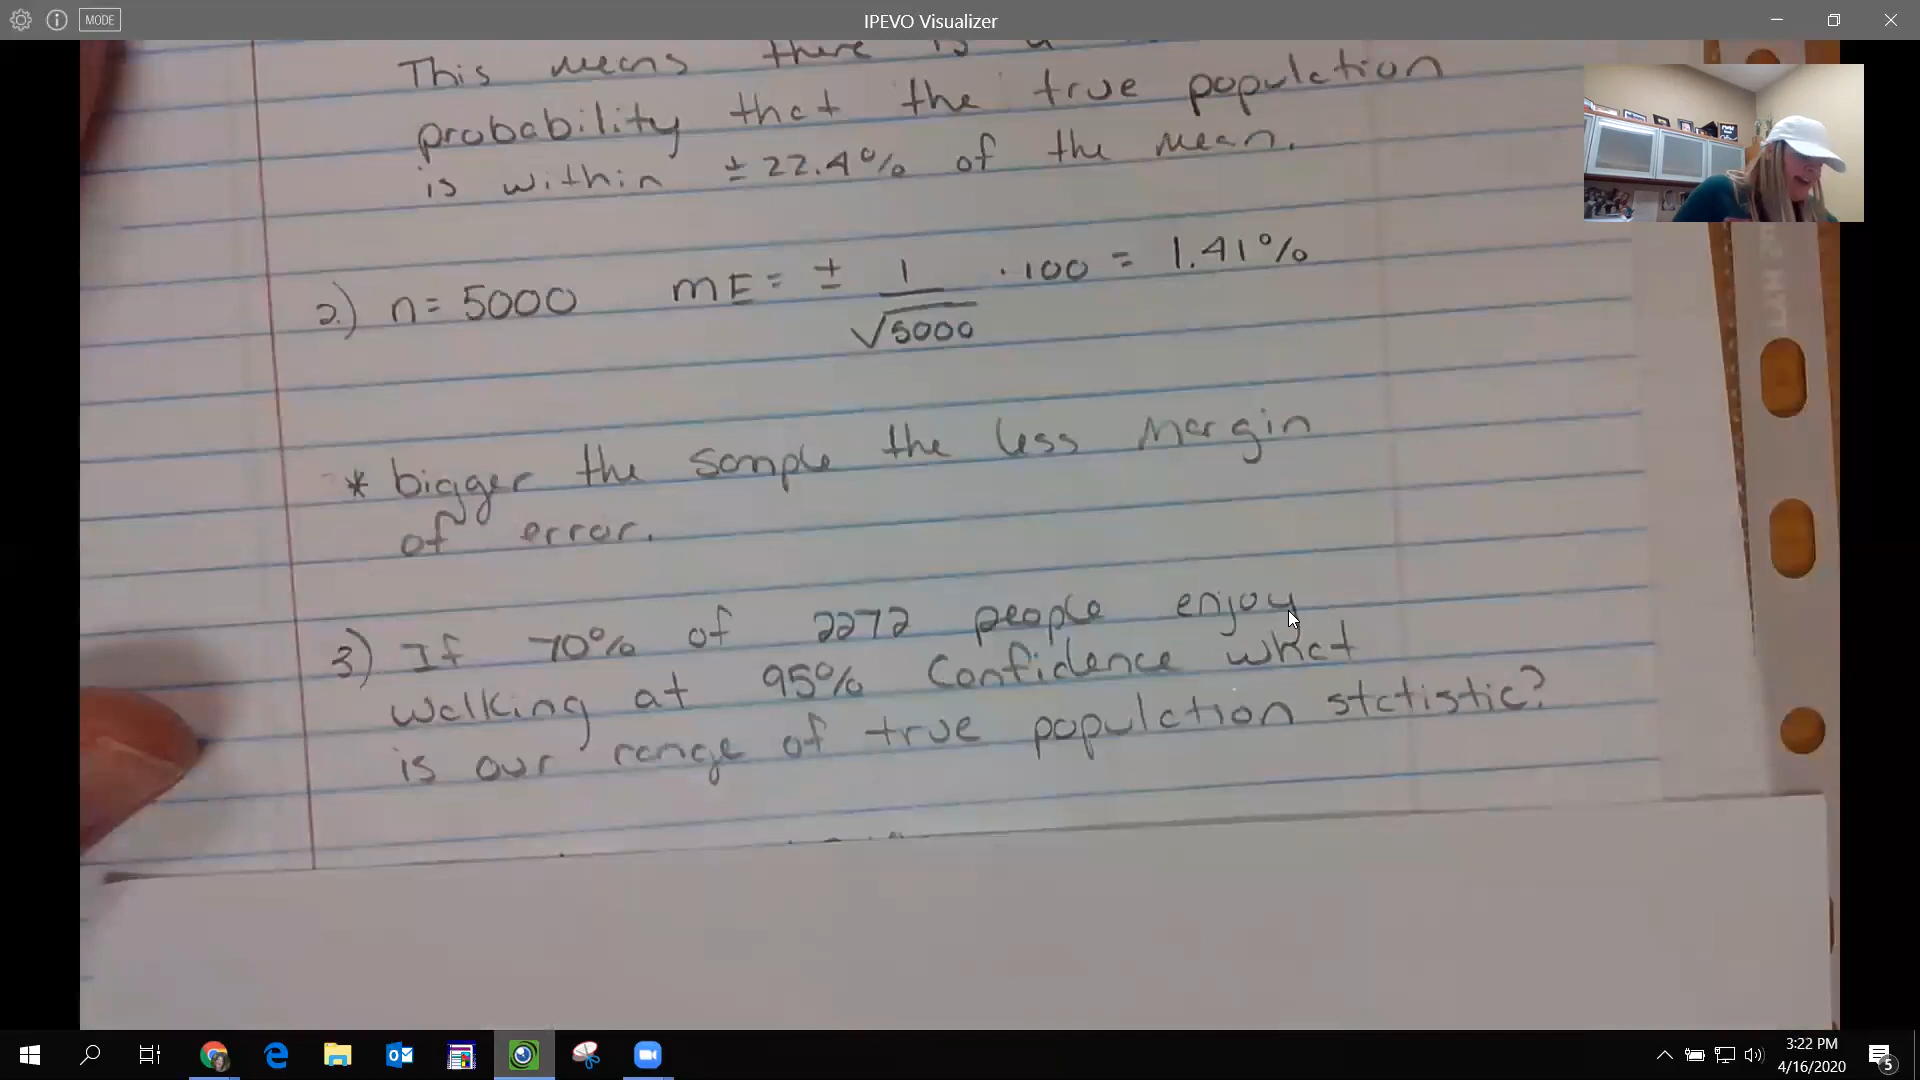 MODE
IPEVO Visualizer
This means there is a
probability that the true population
is within ± 22.4% of the mean.
2.) n = 5000 mE = ± 1/√5000 · 100 = 1.41%
* bigger the sample the less margin
of error.
3) If 70% of 2272 people enjoy
walking at 95% Confidence what
is our range of true population statistic?
3:22 PM
4/16/2020
5